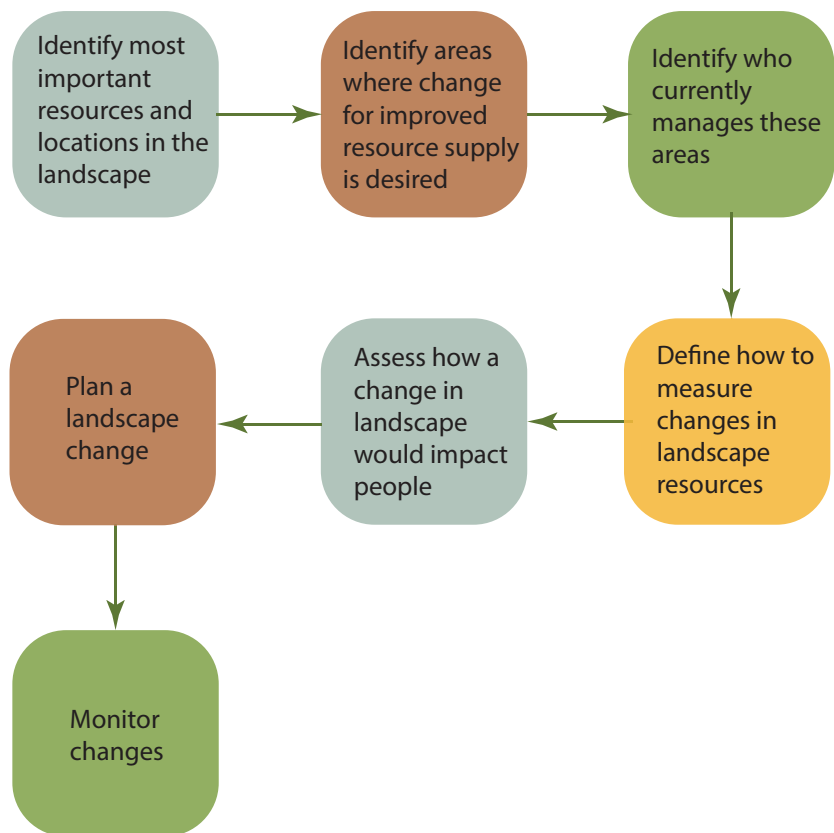 Identify most
important
resources and
locations in the
landscape
Identify areas
where change
for improved
resource supply
is desired
Identify who
currently
manages these
areas
Define how to
measure
changes in
landscape
resources
Assess how a
change in
landscape
would impact
people
Plan a
landscape
change
Monitor
changes